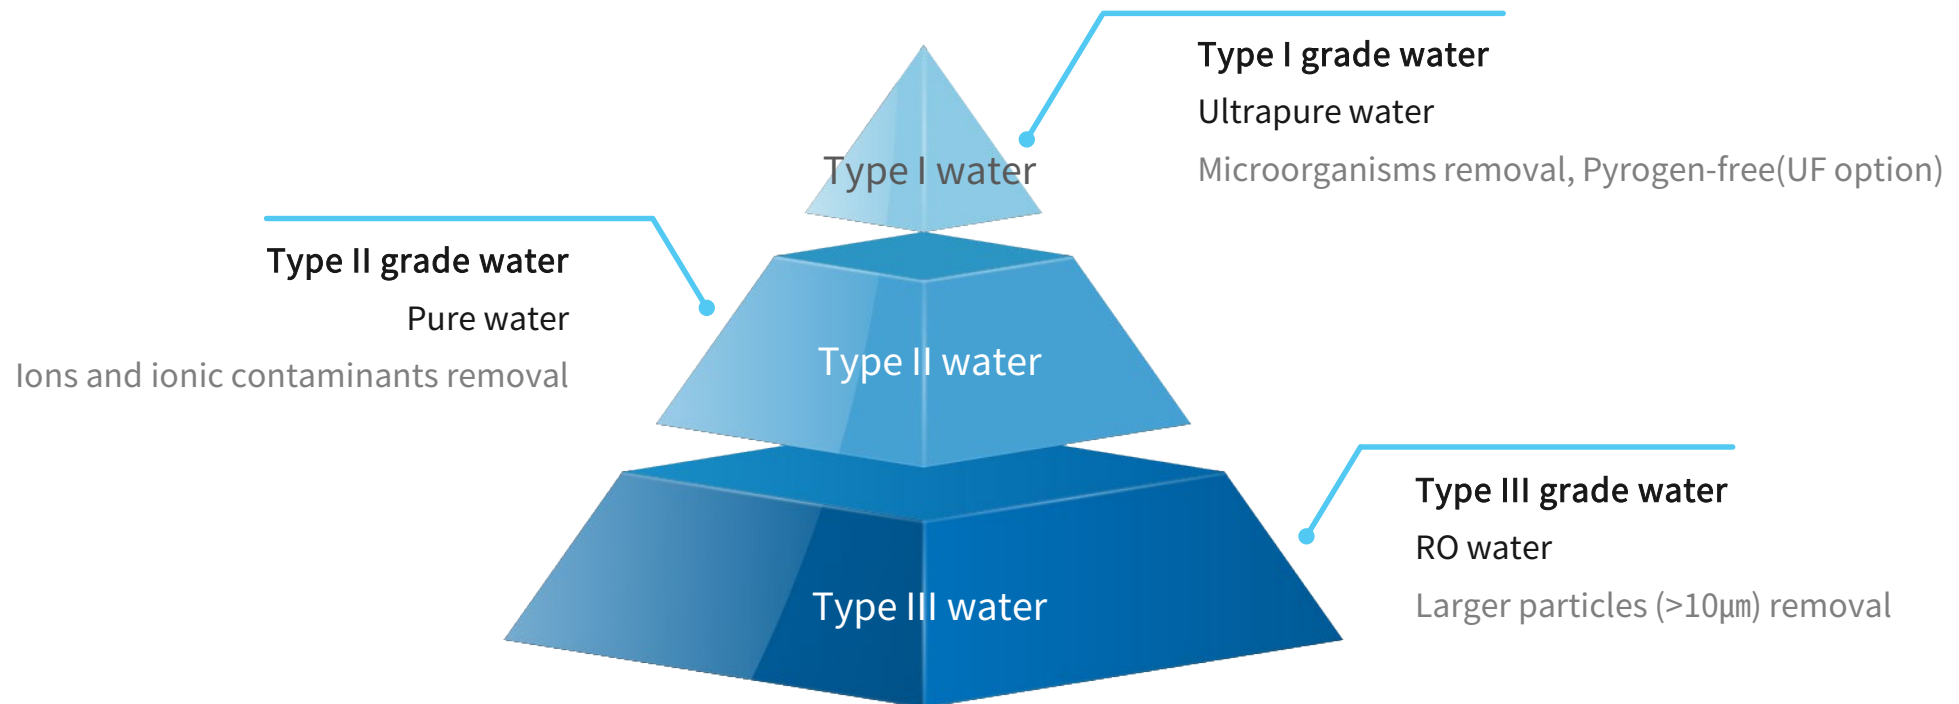 Type I grade water
Ultrapure water
Microorganisms removal, Pyrogen-free(UF option)
Type I water
Type II grade water
Pure water
Ions and ionic contaminants removal
Type II water
Type III grade water
RO water
Larger particles (>10㎛) removal
Type III water